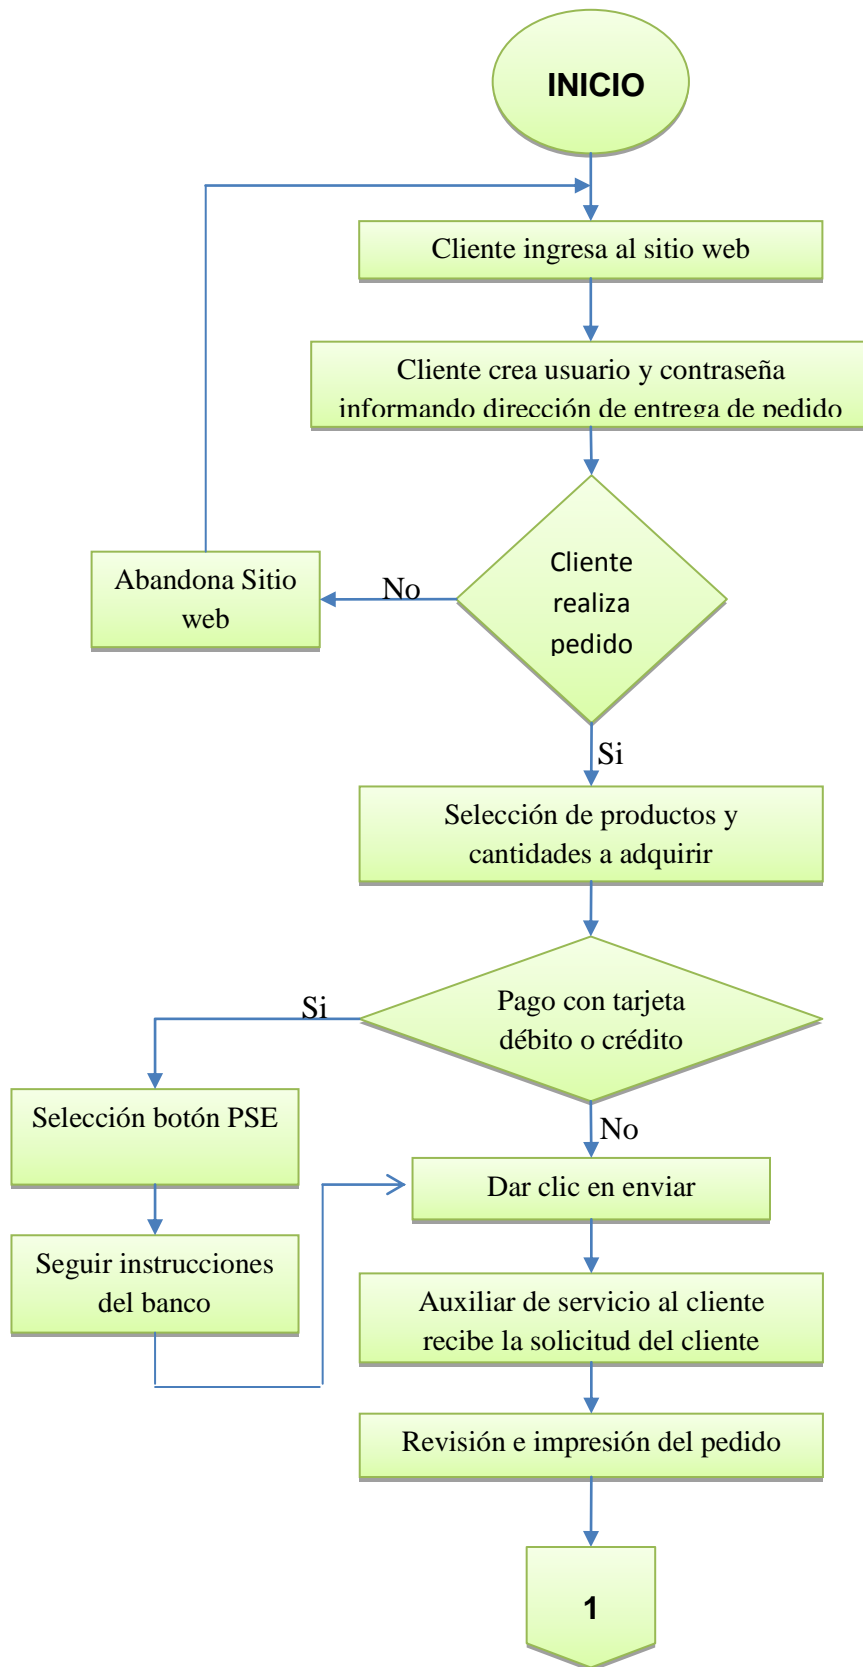 INICIO
Cliente ingresa al sitio web
Cliente crea usuario y contraseña
informando dirección de entrega de pedido
Cliente
realiza
pedido
No
Abandona Sitio
web
Si
Selección de productos y
cantidades a adquirir
Pago con tarjeta
débito o crédito
Si
Selección botón PSE
Seguir instrucciones
del banco
No
Dar clic en enviar
Auxiliar de servicio al cliente
recibe la solicitud del cliente
Revisión e impresión del pedido
1